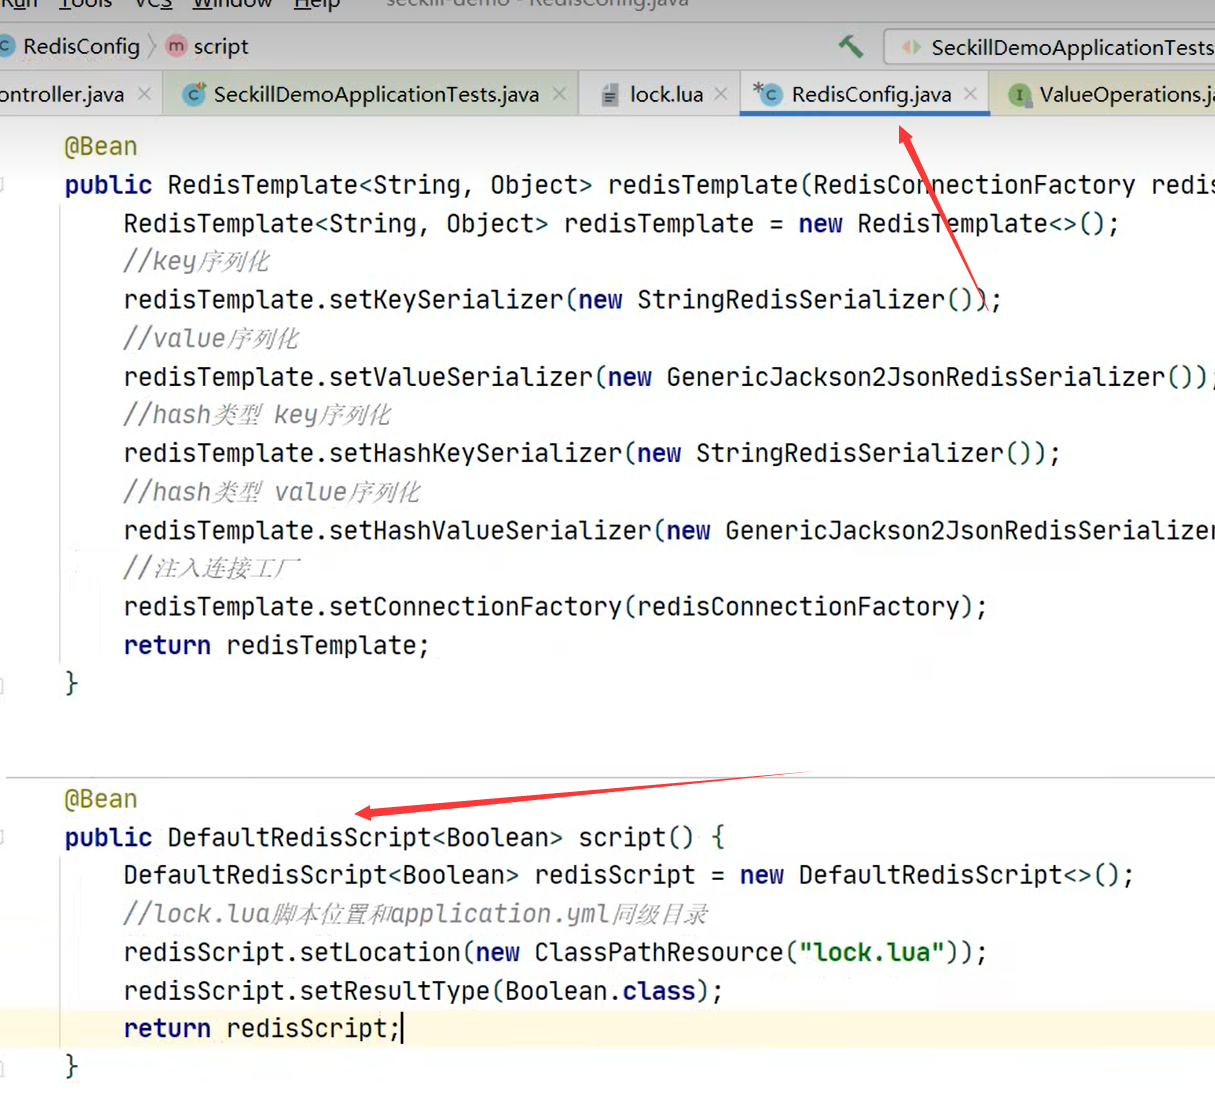 Run Tools VCS Window Help seckill-demo - RedisConfig.java
RedisConfig script SeckillDemoApplicationTests
ontroller.java SeckillDemoApplicationTests.java lock.lua *RedisConfig.java ValueOperations.ja
@Bean
public RedisTemplate<String, Object> redisTemplate(RedisConnectionFactory redis
RedisTemplate<String, Object> redisTemplate = new RedisTemplate<>();
//key序列化
redisTemplate.setKeySerializer(new StringRedisSerializer());
//value序列化
redisTemplate.setValueSerializer(new GenericJackson2JsonRedisSerializer());
//hash类型 key序列化
redisTemplate.setHashKeySerializer(new StringRedisSerializer());
//hash类型 value序列化
redisTemplate.setHashValueSerializer(new GenericJackson2JsonRedisSerializer
//注入连接工厂
redisTemplate.setConnectionFactory(redisConnectionFactory);
return redisTemplate;
}
@Bean
public DefaultRedisScript<Boolean> script() {
DefaultRedisScript<Boolean> redisScript = new DefaultRedisScript<>();
//lock.lua脚本位置和application.yml同级目录
redisScript.setLocation(new ClassPathResource("lock.lua"));
redisScript.setResultType(Boolean.class);
return redisScript;
}